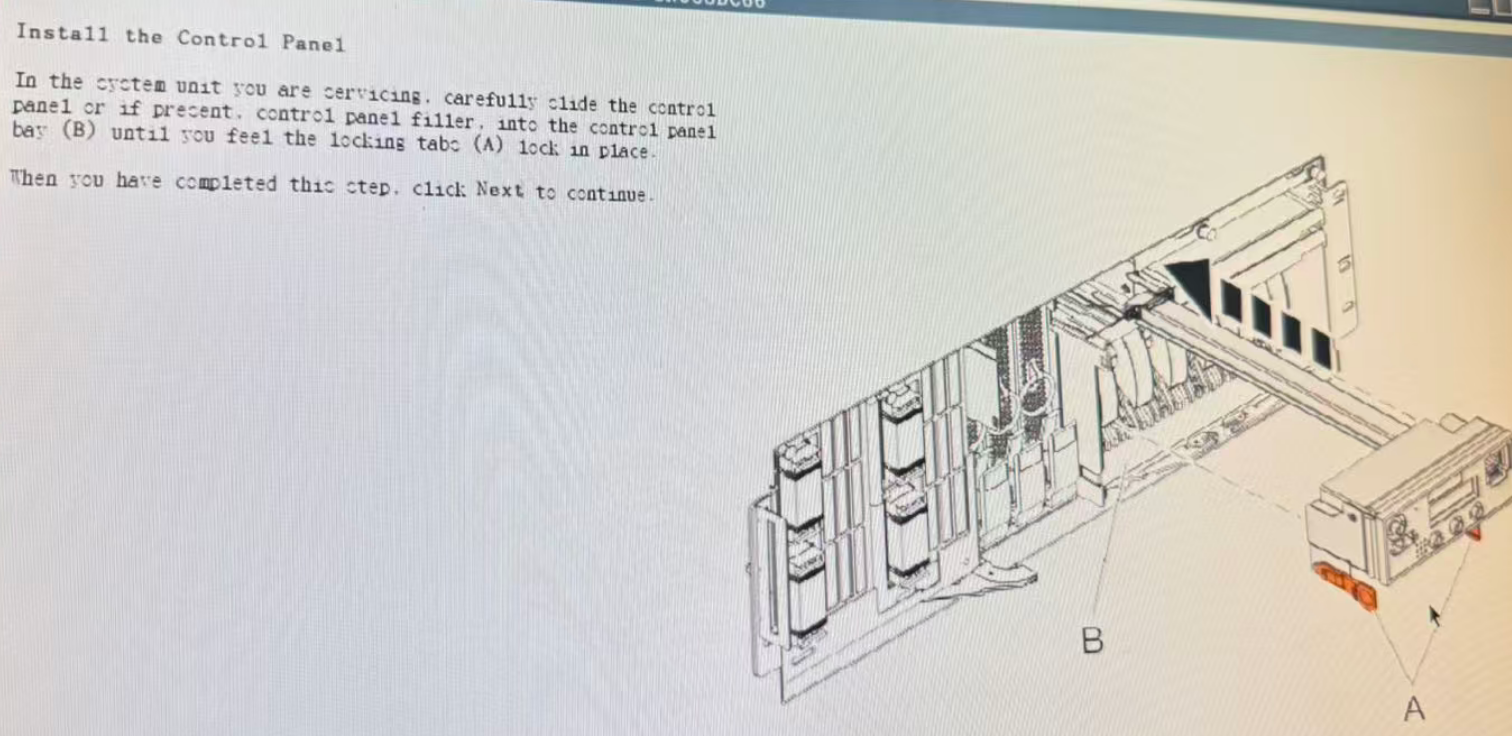 Install the Control Panel
In the system unit you are servicing, carefully slide the control
panel or if present, control panel filler, into the control panel
bay (B) until you feel the locking tabs (A) lock in place.
When you have completed this step, click Next to continue.
B
A